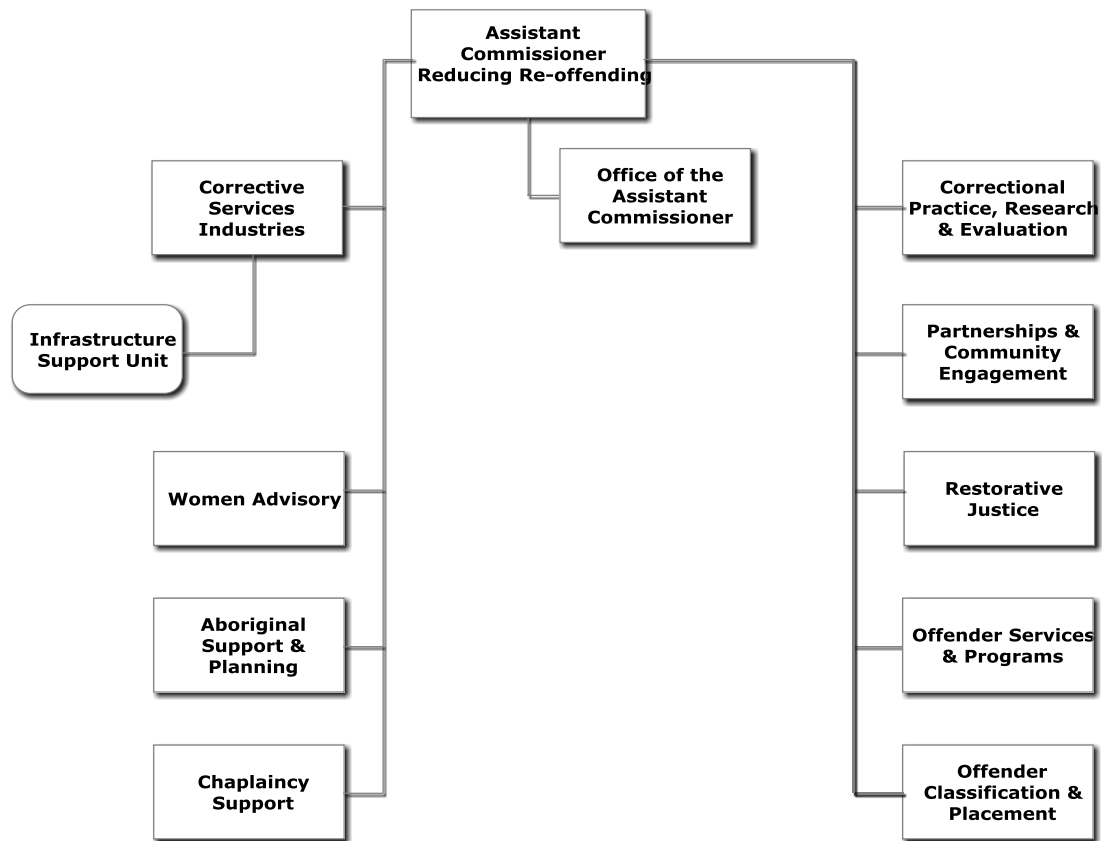 Assistant
Commissioner
Reducing Re-offending
Office of the
Assistant
Commissioner
Corrective
Services
Industries
Infrastructure
Support Unit
Women Advisory
Aboriginal
Support &
Planning
Chaplaincy
Support
Correctional
Practice, Research
& Evaluation
Partnerships &
Community
Engagement
Restorative
Justice
Offender Services
& Programs
Offender
Classification &
Placement